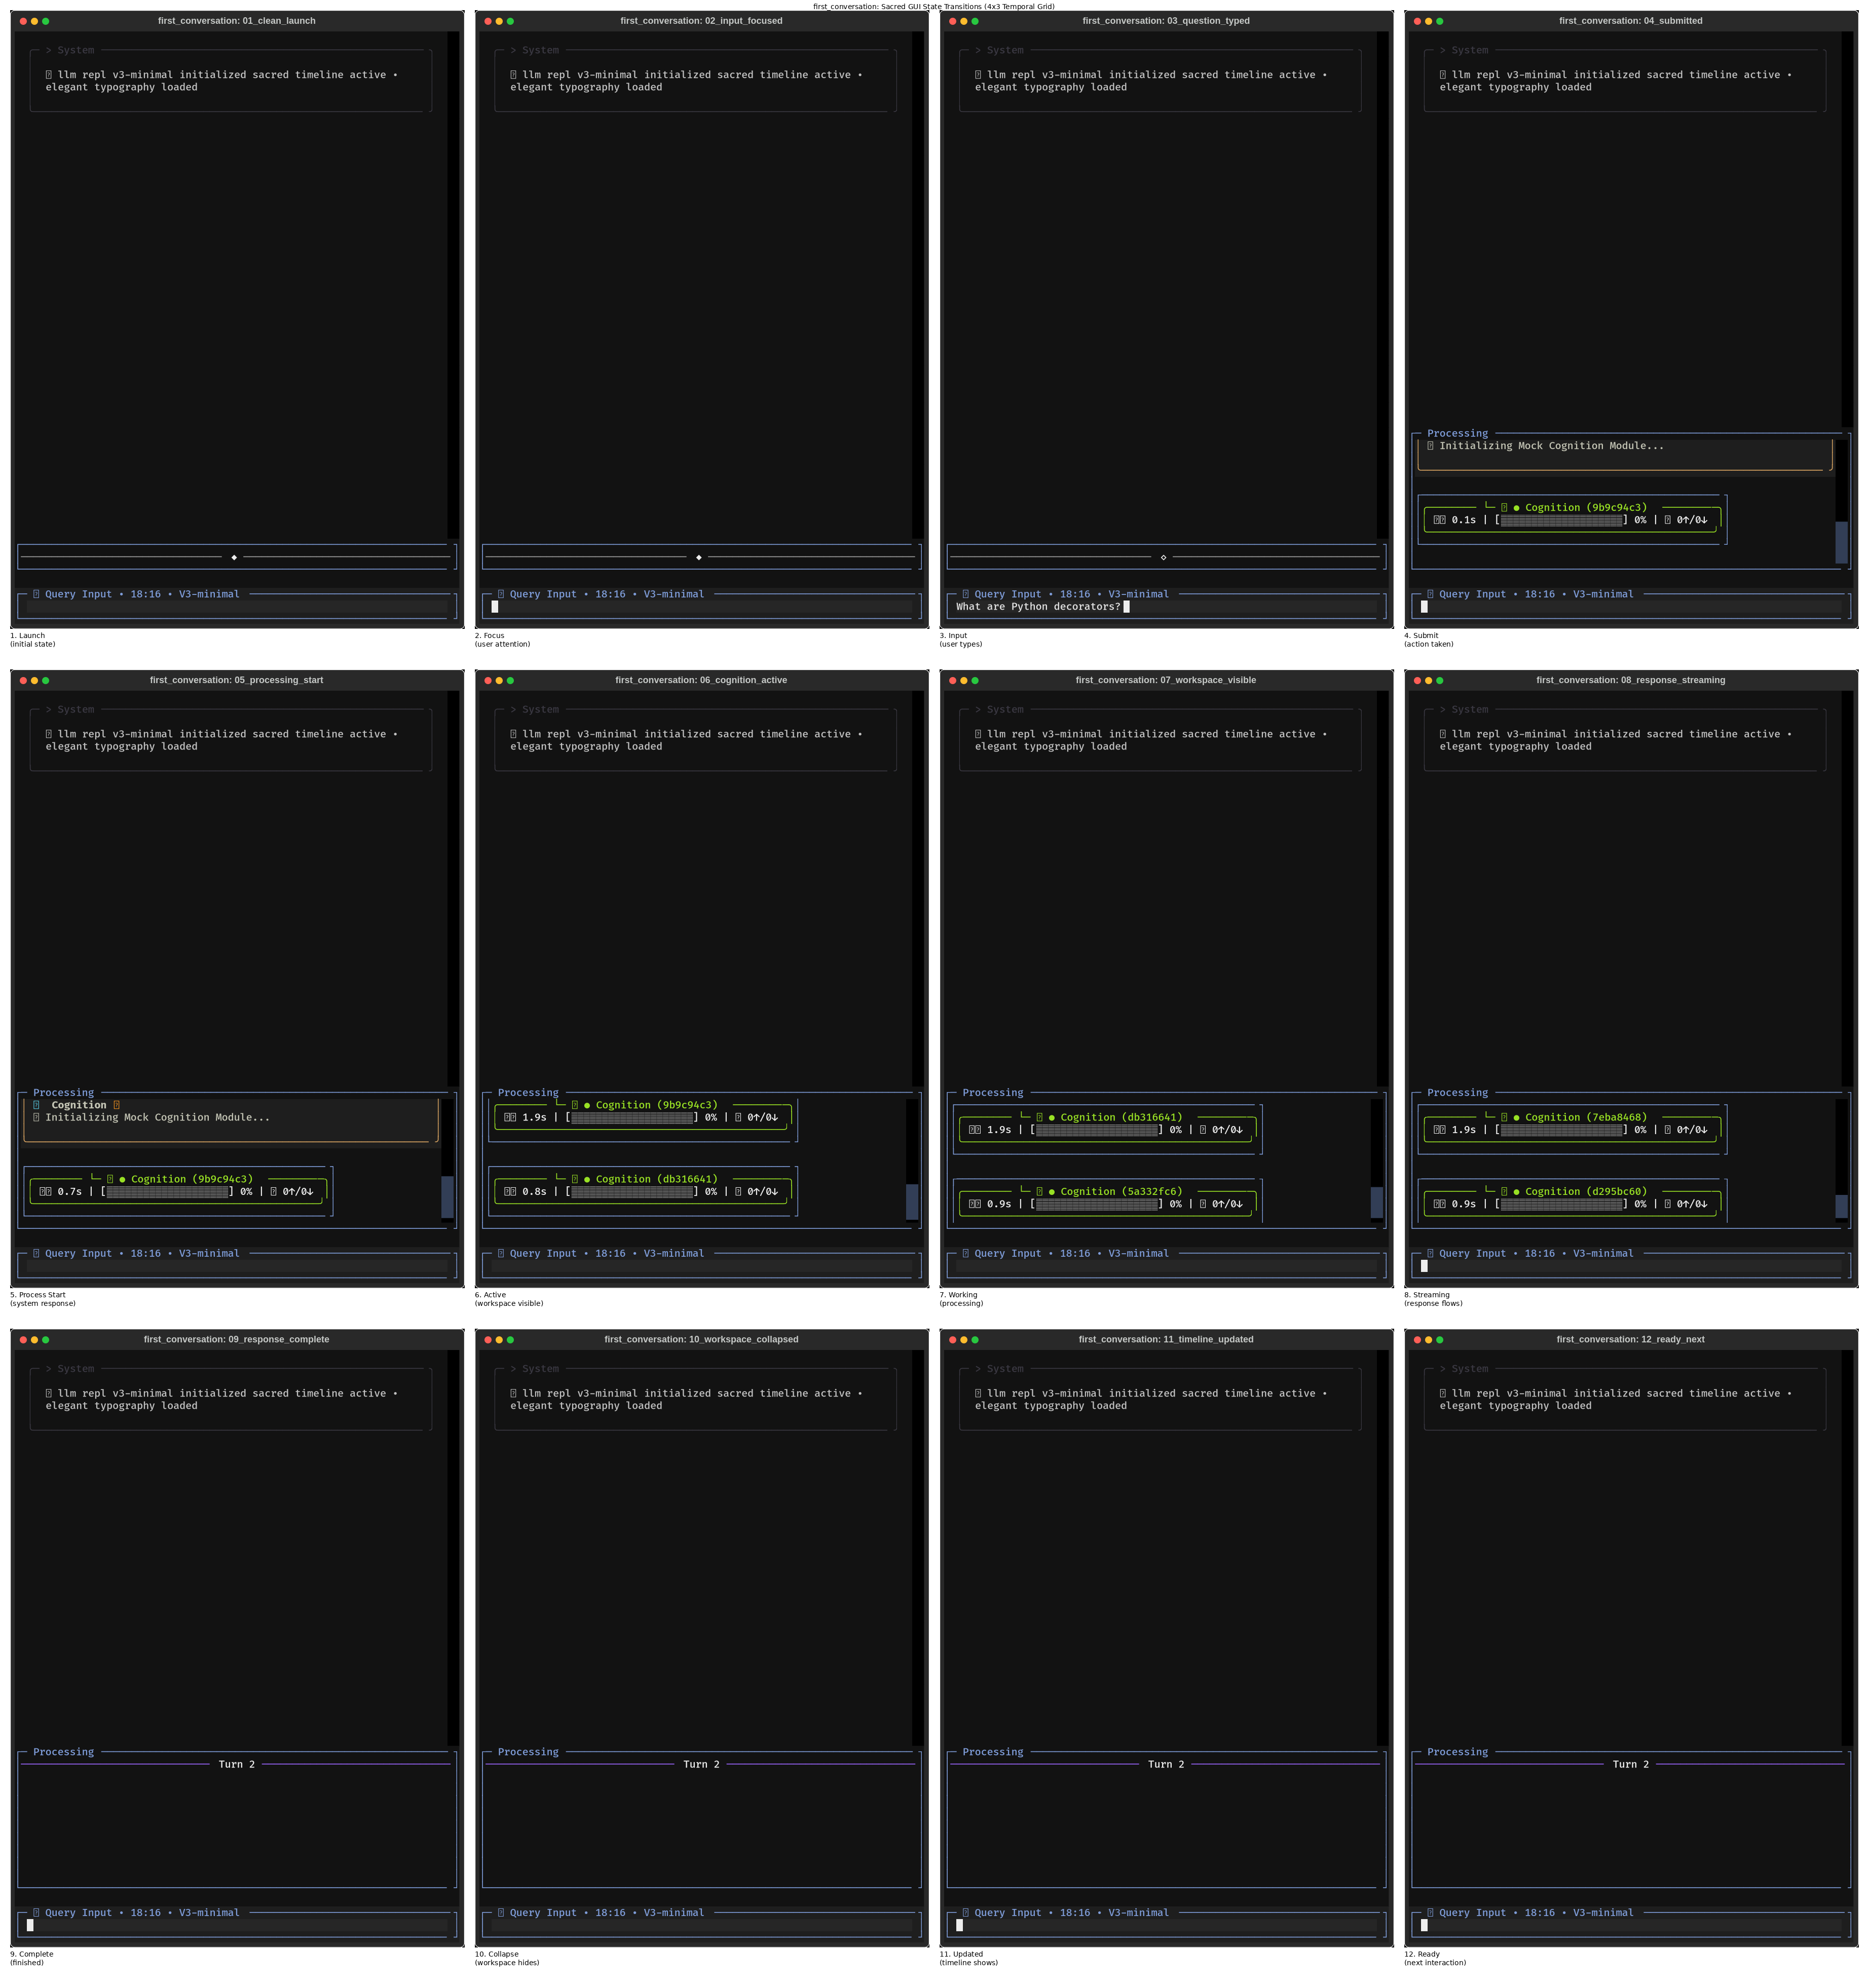 first_conversation: Sacred GUI State Transitions (4x3 Temporal Grid)
first_conversation: 01_clean_launch
> System
llm repl v3-minimal initialized sacred timeline active •
elegant typography loaded
◆
Query Input • 18:16 • V3-minimal
1. Launch
(initial state)
first_conversation: 02_input_focused
> System
llm repl v3-minimal initialized sacred timeline active •
elegant typography loaded
◆
Query Input • 18:16 • V3-minimal
2. Focus
(user attention)
first_conversation: 03_question_typed
> System
llm repl v3-minimal initialized sacred timeline active •
elegant typography loaded
◇
Query Input • 18:16 • V3-minimal
What are Python decorators?
3. Input
(user types)
first_conversation: 04_submitted
> System
llm repl v3-minimal initialized sacred timeline active •
elegant typography loaded
Processing
Initializing Mock Cognition Module...
└─ ● Cognition (9b9c94c3)
0.1s | [▒▒▒▒▒▒▒▒▒▒▒▒▒▒▒▒▒▒▒▒] 0% | 0↑/0↓
Query Input • 18:16 • V3-minimal
4. Submit
(action taken)
first_conversation: 05_processing_start
> System
llm repl v3-minimal initialized sacred timeline active •
elegant typography loaded
Processing
Cognition
Initializing Mock Cognition Module...
└─ ● Cognition (9b9c94c3)
0.7s | [▒▒▒▒▒▒▒▒▒▒▒▒▒▒▒▒▒▒▒▒] 0% | 0↑/0↓
Query Input • 18:16 • V3-minimal
5. Process Start
(system response)
first_conversation: 06_cognition_active
> System
llm repl v3-minimal initialized sacred timeline active •
elegant typography loaded
Processing
└─ ● Cognition (9b9c94c3)
1.9s | [▒▒▒▒▒▒▒▒▒▒▒▒▒▒▒▒▒▒▒▒] 0% | 0↑/0↓
└─ ● Cognition (db316641)
0.8s | [▒▒▒▒▒▒▒▒▒▒▒▒▒▒▒▒▒▒▒▒] 0% | 0↑/0↓
Query Input • 18:16 • V3-minimal
6. Active
(workspace visible)
first_conversation: 07_workspace_visible
> System
llm repl v3-minimal initialized sacred timeline active •
elegant typography loaded
Processing
└─ ● Cognition (db316641)
1.9s | [▒▒▒▒▒▒▒▒▒▒▒▒▒▒▒▒▒▒▒▒] 0% | 0↑/0↓
└─ ● Cognition (5a332fc6)
0.9s | [▒▒▒▒▒▒▒▒▒▒▒▒▒▒▒▒▒▒▒▒] 0% | 0↑/0↓
Query Input • 18:16 • V3-minimal
7. Working
(processing)
first_conversation: 08_response_streaming
> System
llm repl v3-minimal initialized sacred timeline active •
elegant typography loaded
Processing
└─ ● Cognition (7eba8468)
1.9s | [▒▒▒▒▒▒▒▒▒▒▒▒▒▒▒▒▒▒▒▒] 0% | 0↑/0↓
└─ ● Cognition (d295bc60)
0.9s | [▒▒▒▒▒▒▒▒▒▒▒▒▒▒▒▒▒▒▒▒] 0% | 0↑/0↓
Query Input • 18:16 • V3-minimal
8. Streaming
(response flows)
first_conversation: 09_response_complete
> System
llm repl v3-minimal initialized sacred timeline active •
elegant typography loaded
Processing
Turn 2
Query Input • 18:16 • V3-minimal
9. Complete
(finished)
first_conversation: 10_workspace_collapsed
> System
llm repl v3-minimal initialized sacred timeline active •
elegant typography loaded
Processing
Turn 2
Query Input • 18:16 • V3-minimal
10. Collapse
(workspace hides)
first_conversation: 11_timeline_updated
> System
llm repl v3-minimal initialized sacred timeline active •
elegant typography loaded
Processing
Turn 2
Query Input • 18:16 • V3-minimal
11. Updated
(timeline shows)
first_conversation: 12_ready_next
> System
llm repl v3-minimal initialized sacred timeline active •
elegant typography loaded
Processing
Turn 2
Query Input • 18:16 • V3-minimal
12. Ready
(next interaction)